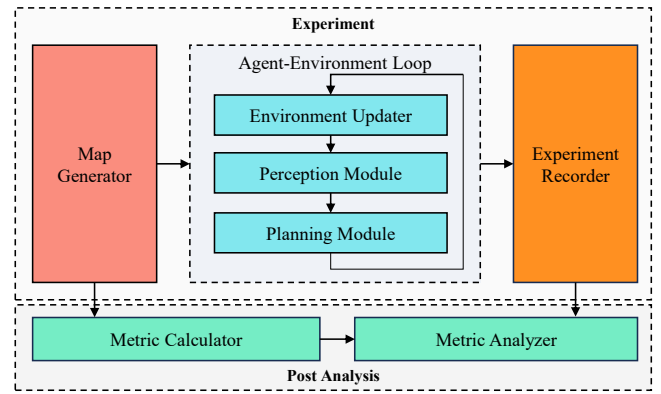 Experiment
Map
Generator
Agent-Environment Loop
Environment Updater
Perception Module
Planning Module
Experiment
Recorder
Metric Calculator
Metric Analyzer
Post Analysis